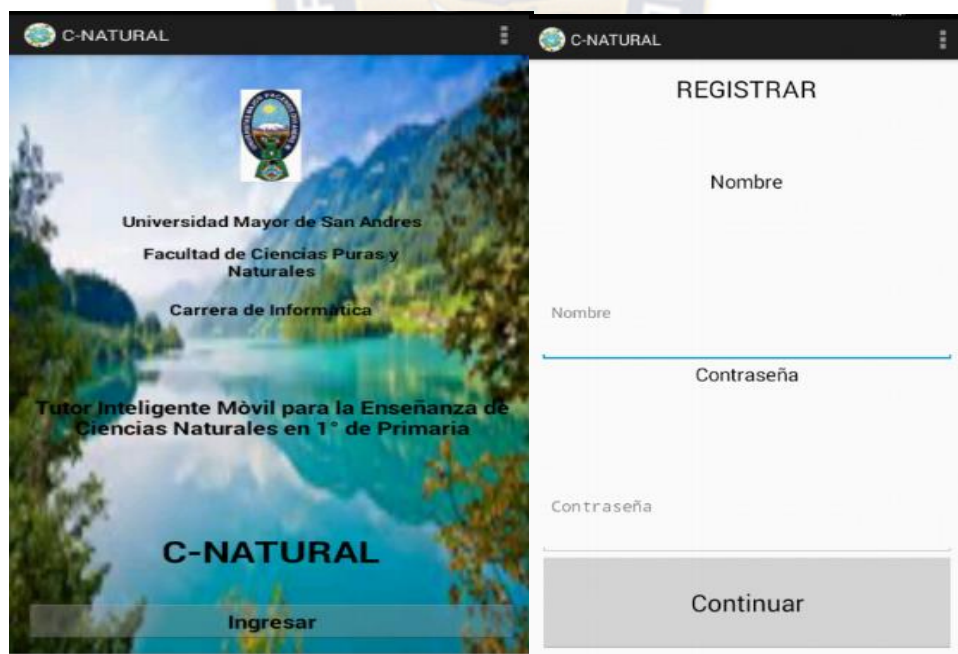 C-NATURAL
Universidad Mayor de San Andres
Facultad de Ciencias Puras y
Naturales
Carrera de Informática
Tutor Inteligente Mòvil para la Enseñanza de
Ciencias Naturales en 1° de Primaria
C-NATURAL
Ingresar
C-NATURAL
REGISTRAR
Nombre
Nombre
Contraseña
Contraseña
Continuar